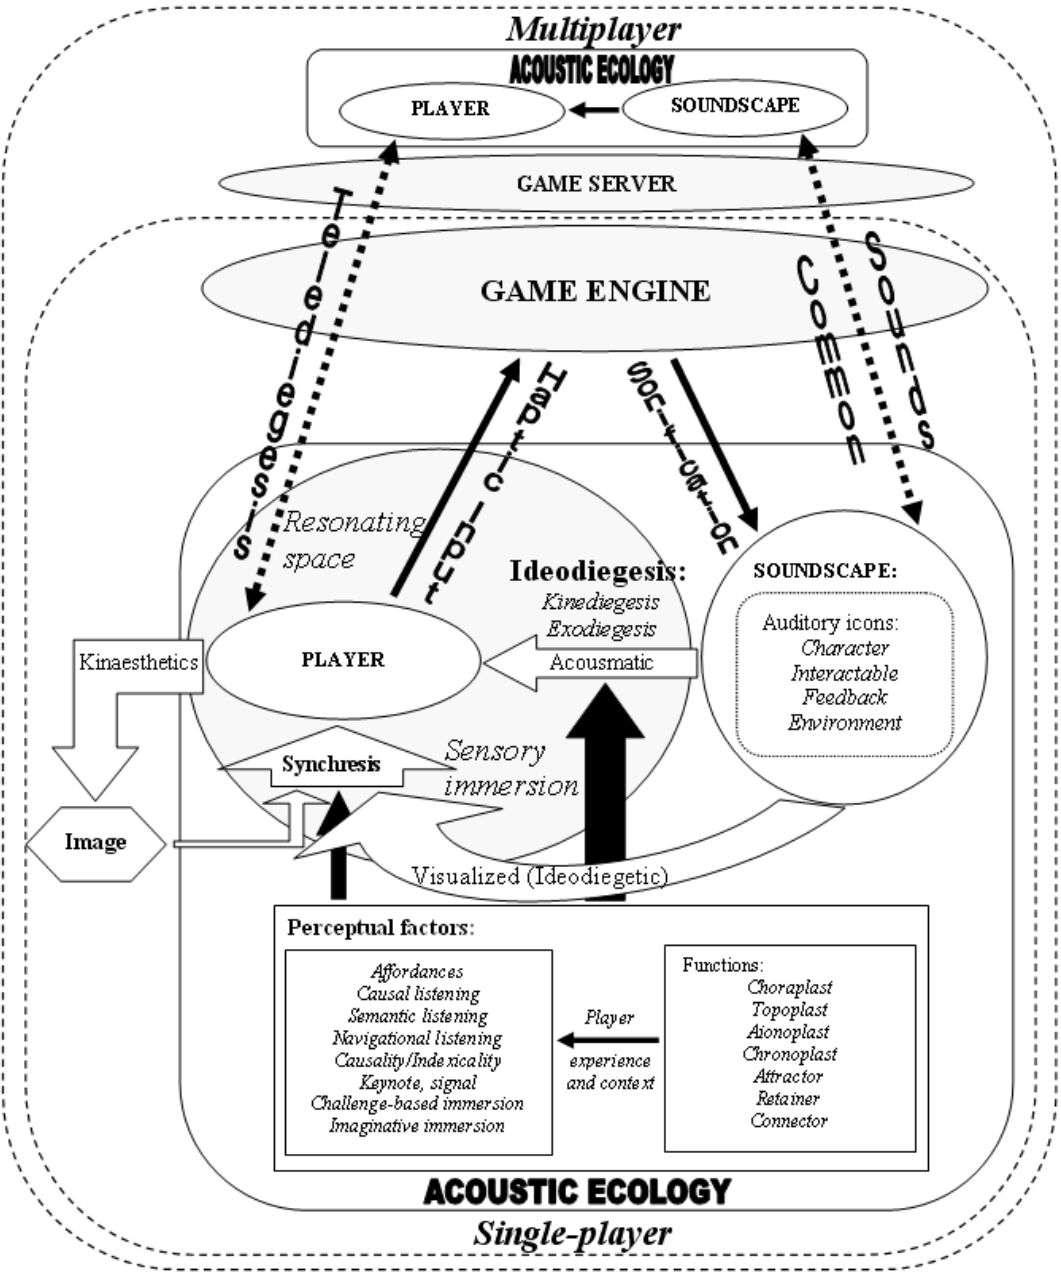 Multiplayer
ACOUSTIC ECOLOGY
PLAYER
SOUNDSCAPE
GAME SERVER
GAME ENGINE
Telediegesis
Haptic input
Sonification
Common
Sounds
Resonating
space
Ideodiegesis:
Kinediegesis
Exodiegesis
Acousmatic
SOUNDSCAPE:
Auditory icons:
Character
Interactable
Feedback
Environment
Kinaesthetics
PLAYER
Synchresis
Sensory
immersion
Image
Visualized (Ideodiegetic)
Perceptual factors:
Affordances
Causal listening
Semantic listening
Navigational listening
Causality/Indexicality
Keynote, signal
Challenge-based immersion
Imaginative immersion
Player
experience
and context
Functions:
Choraplast
Topoplast
Aionoplast
Chronoplast
Attractor
Retainer
Connector
ACOUSTIC ECOLOGY
Single-player